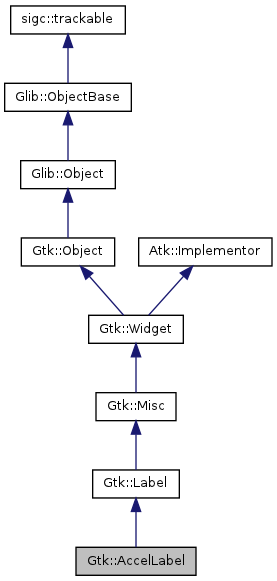 sigc::trackable
Glib::ObjectBase
Glib::Object
Gtk::Object
Atk::Implementor
Gtk::Widget
Gtk::Misc
Gtk::Label
Gtk::AccelLabel